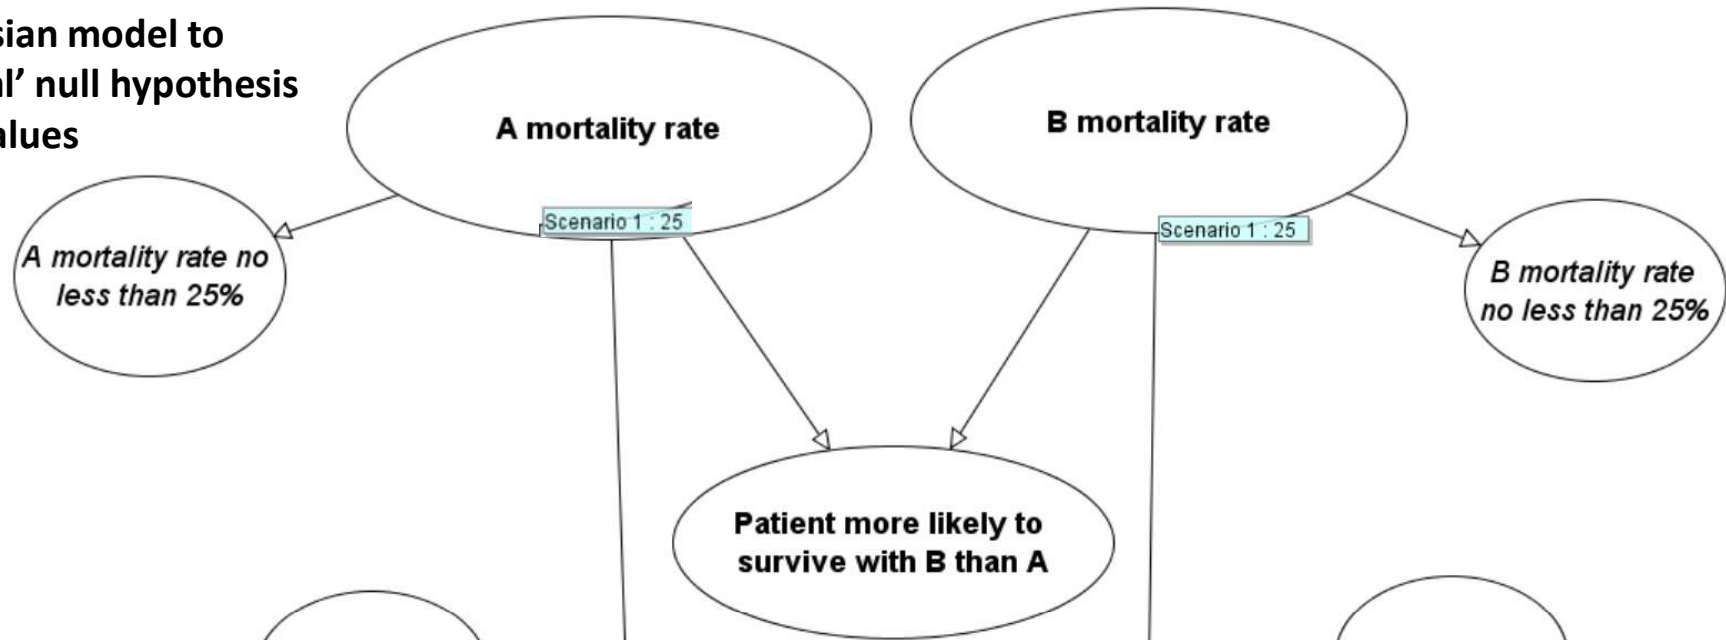 sian model to
l’ null hypothesis
alues
A mortality rate
B mortality rate
Scenario 1 : 25
Scenario 1 : 25
A mortality rate no
less than 25%
B mortality rate
no less than 25%
Patient more likely to
survive with B than A